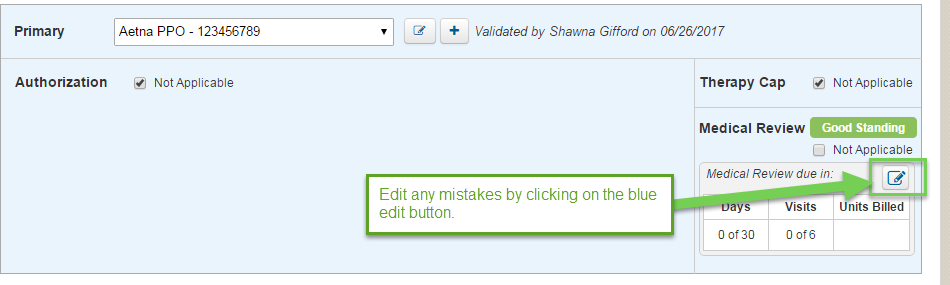 Primary Aetna PPO - 123456789 Validated by Shawna Gifford on 06/26/2017
Authorization Not Applicable
Therapy Cap Not Applicable
Medical Review Good Standing
Not Applicable
Medical Review due in:
Edit any mistakes by clicking on the blue
edit button.
Days Visits Units Billed
0 of 30 0 of 6